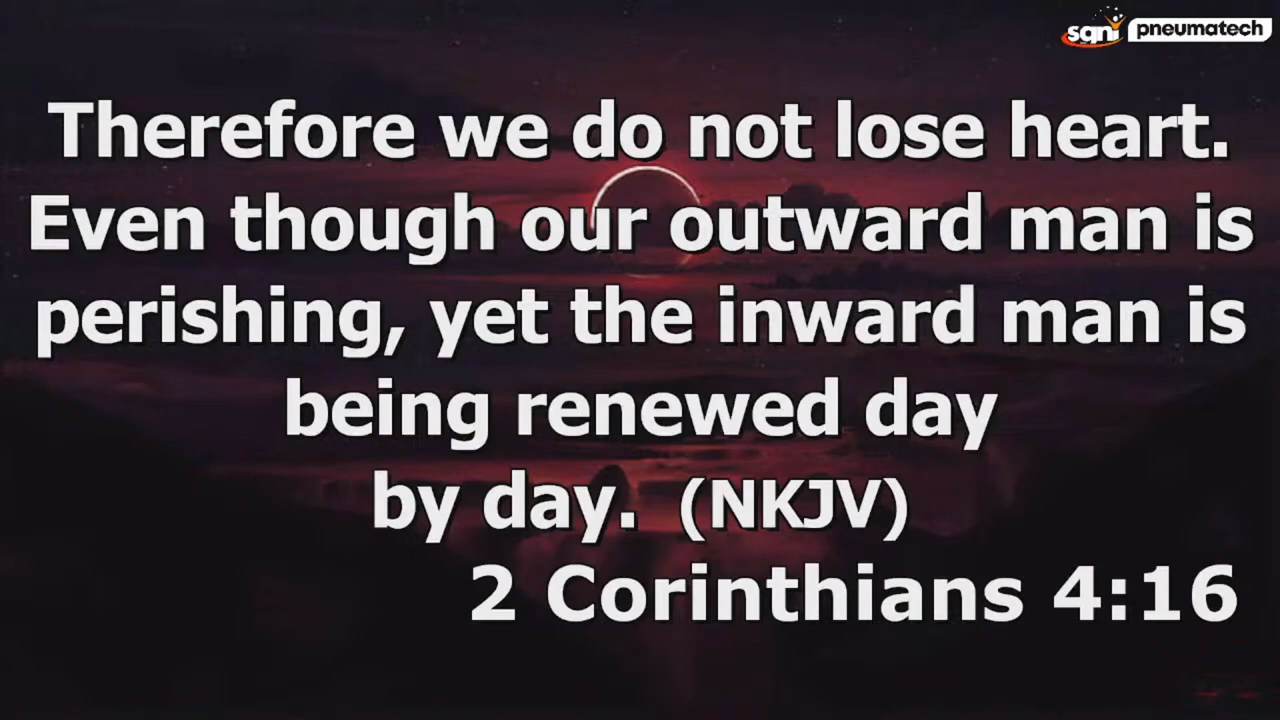 sqni pneumatech
Therefore we do not lose heart.
Even though our outward man is
perishing, yet the inward man is
being renewed day
by day. (NKJV)
2 Corinthians 4:16